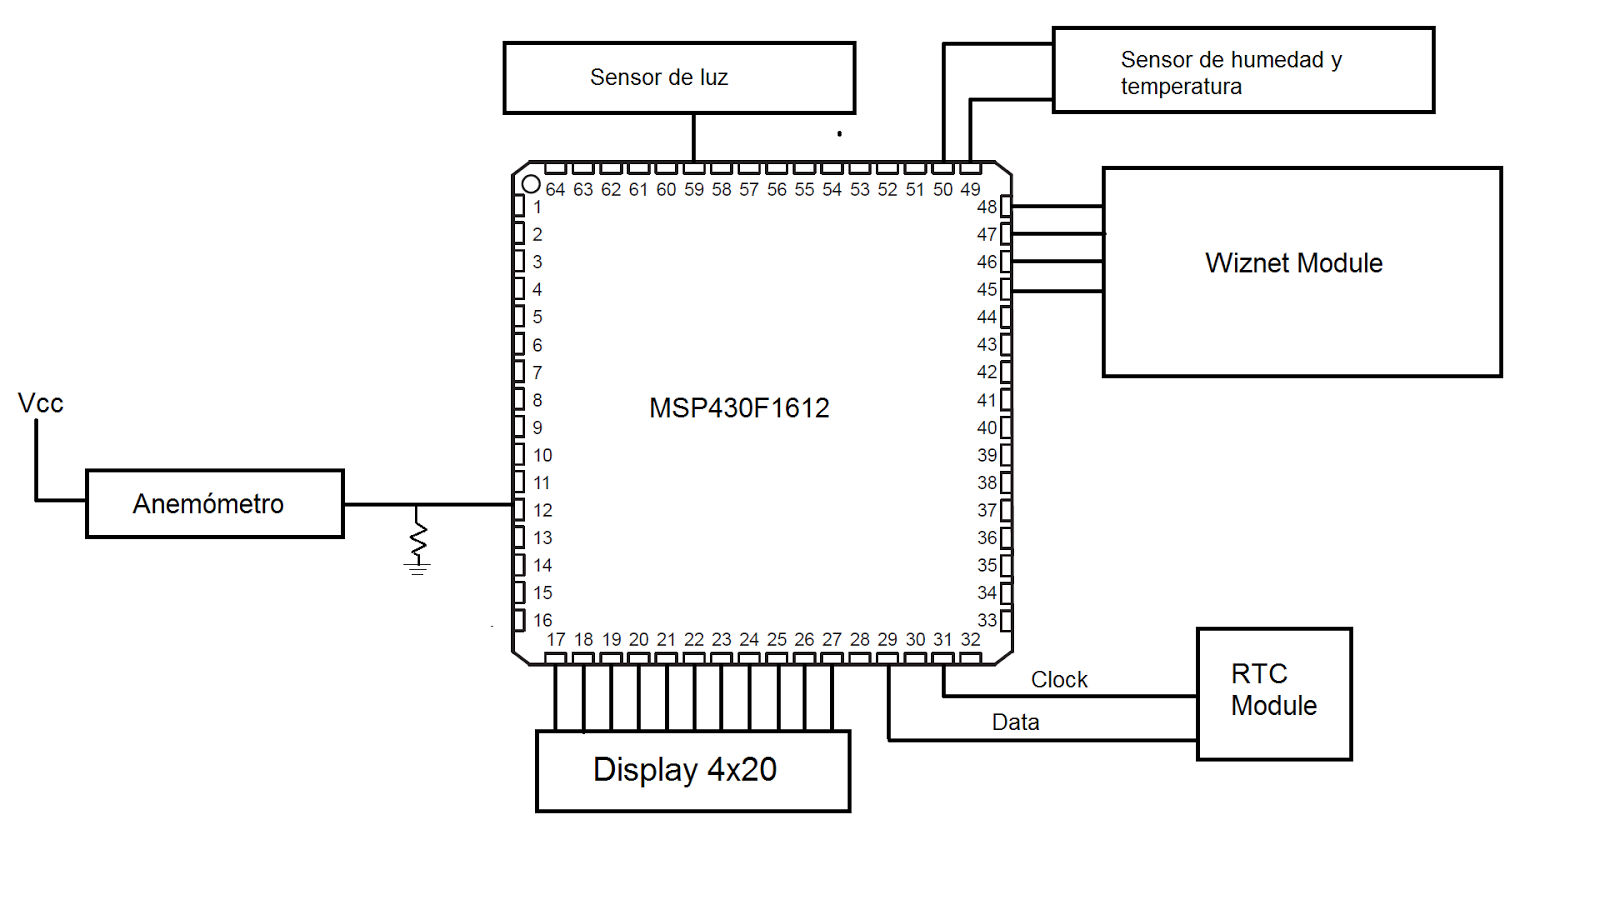 Sensor de luz
Sensor de humedad y
temperatura
64 63 62 61 60 59 58 57 56 55 54 53 52 51 50 49
1
2
3
4
5
6
7
8
9
10
11
12
13
14
15
16
48
47
46
45
44
43
42
41
40
39
38
37
36
35
34
33
Wiznet Module
MSP430F1612
Vcc
Anemómetro
17 18 19 20 21 22 23 24 25 26 27 28 29 30 31 32
Clock
Data
RTC
Module
Display 4x20